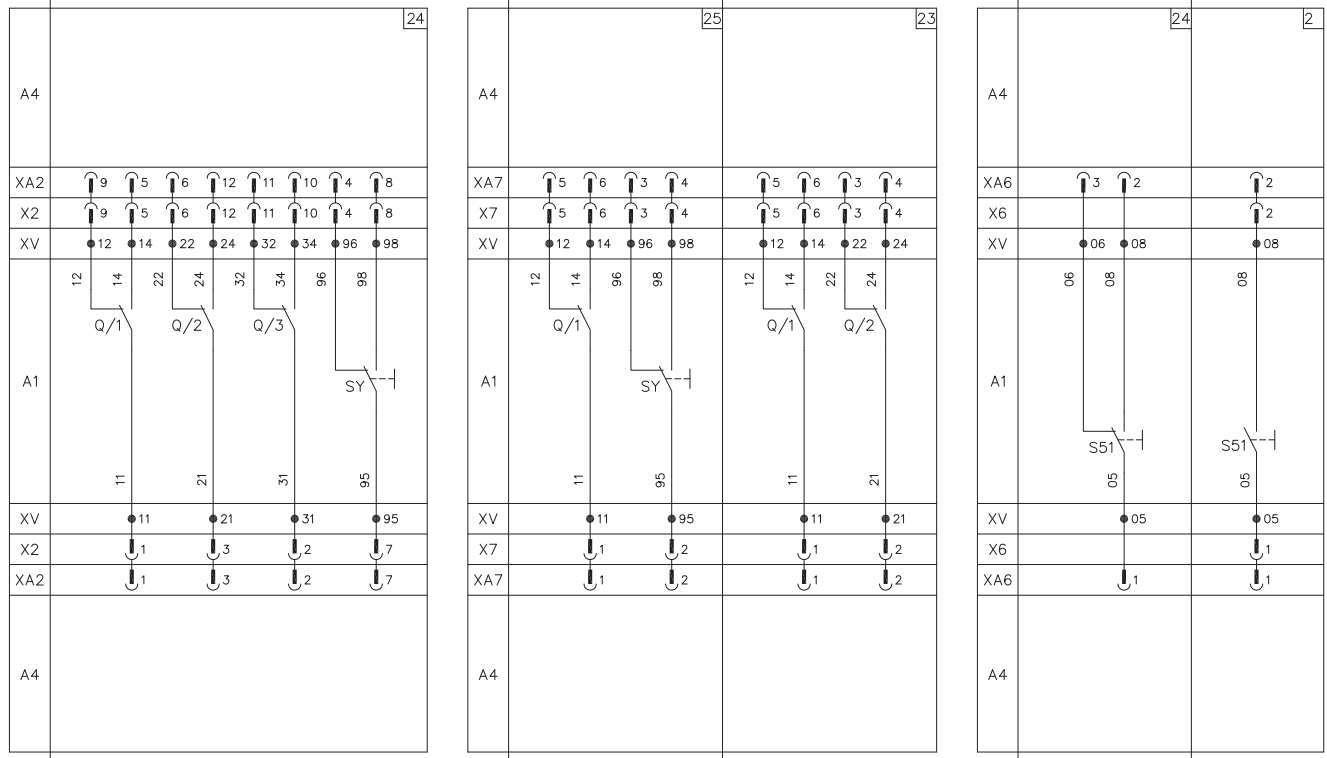 24 25 23 24 2
A4 A4 A4
XA2 9 5 6 12 11 10 4 8 XA7 5 6 3 4 5 6 3 4 XA6 3 2 2
X2 9 5 6 12 11 10 4 8 X7 5 6 3 4 5 6 3 4 X6 2
XV 12 14 22 24 32 34 96 98 XV 12 14 96 98 12 14 22 24 XV 06 08 08
12 14 22 24 32 34 96 98 12 14 96 98 12 14 22 24 06 08 08
Q/1 Q/2 Q/3 Q/1 Q/1 Q/2
A1 A1 A1
SY SY
S51 S51
11 21 31 95 11 95 11 21 05 05
XV 11 21 31 95 XV 11 95 11 21 XV 05 05
X2 1 3 2 7 X7 1 2 1 2 X6 1
XA2 1 3 2 7 XA7 1 2 1 2 XA6 1 1
A4 A4 A4